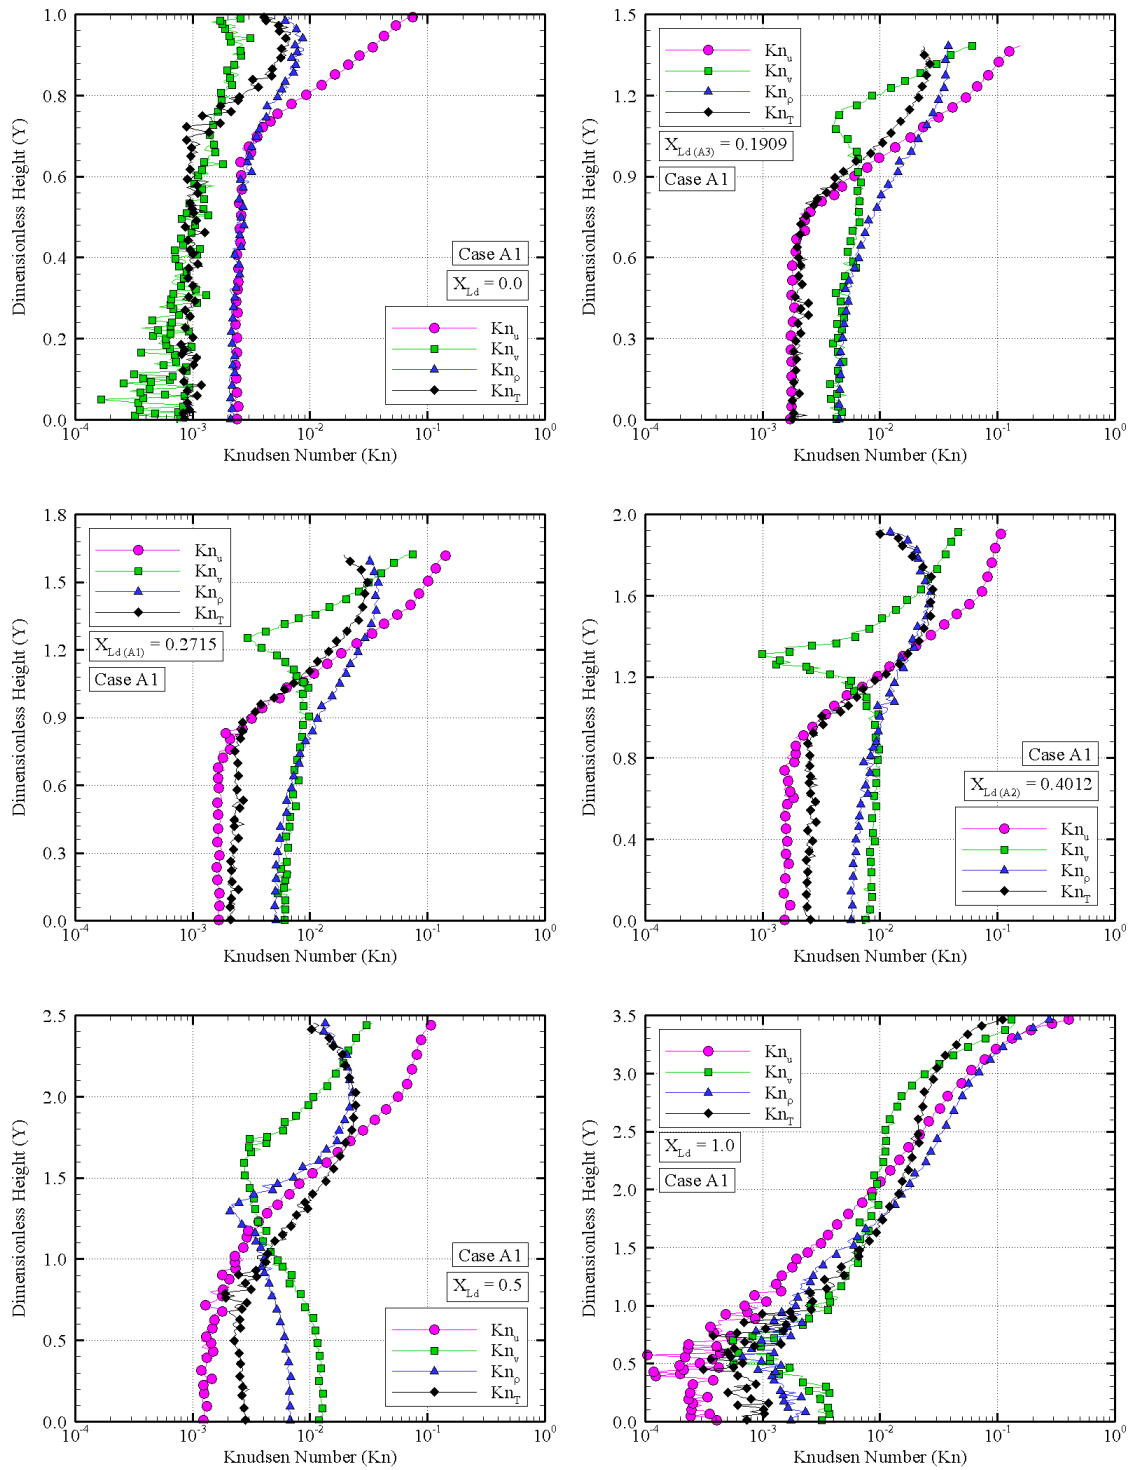 Dimensionless Height (Y)
1.0
0.8
0.6
0.4
0.2
0.0
Case A1
X_Ld = 0.0
Kn_u
Kn_v
Kn_ρ
Kn_T
10^-4
10^-3
10^-2
10^-1
10^0
Knudsen Number (Kn)
Dimensionless Height (Y)
1.5
1.2
0.9
0.6
0.3
0.0
Kn_u
Kn_v
Kn_ρ
Kn_T
X_Ld (A3) = 0.1909
Case A1
10^-4
10^-3
10^-2
10^-1
10^0
Knudsen Number (Kn)
Dimensionless Height (Y)
1.8
1.5
1.2
0.9
0.6
0.3
0.0
Kn_u
Kn_v
Kn_ρ
Kn_T
X_Ld (A1) = 0.2715
Case A1
10^-4
10^-3
10^-2
10^-1
10^0
Knudsen Number (Kn)
Dimensionless Height (Y)
2.0
1.6
1.2
0.8
0.4
0.0
Case A1
X_Ld (A2) = 0.4012
Kn_u
Kn_v
Kn_ρ
Kn_T
10^-4
10^-3
10^-2
10^-1
10^0
Knudsen Number (Kn)
Dimensionless Height (Y)
2.5
2.0
1.5
1.0
0.5
0.0
Case A1
X_Ld = 0.5
Kn_u
Kn_v
Kn_ρ
Kn_T
10^-4
10^-3
10^-2
10^-1
10^0
Knudsen Number (Kn)
Dimensionless Height (Y)
3.5
3.0
2.5
2.0
1.5
1.0
0.5
0.0
Kn_u
Kn_v
Kn_ρ
Kn_T
X_Ld = 1.0
Case A1
10^-4
10^-3
10^-2
10^-1
10^0
Knudsen Number (Kn)